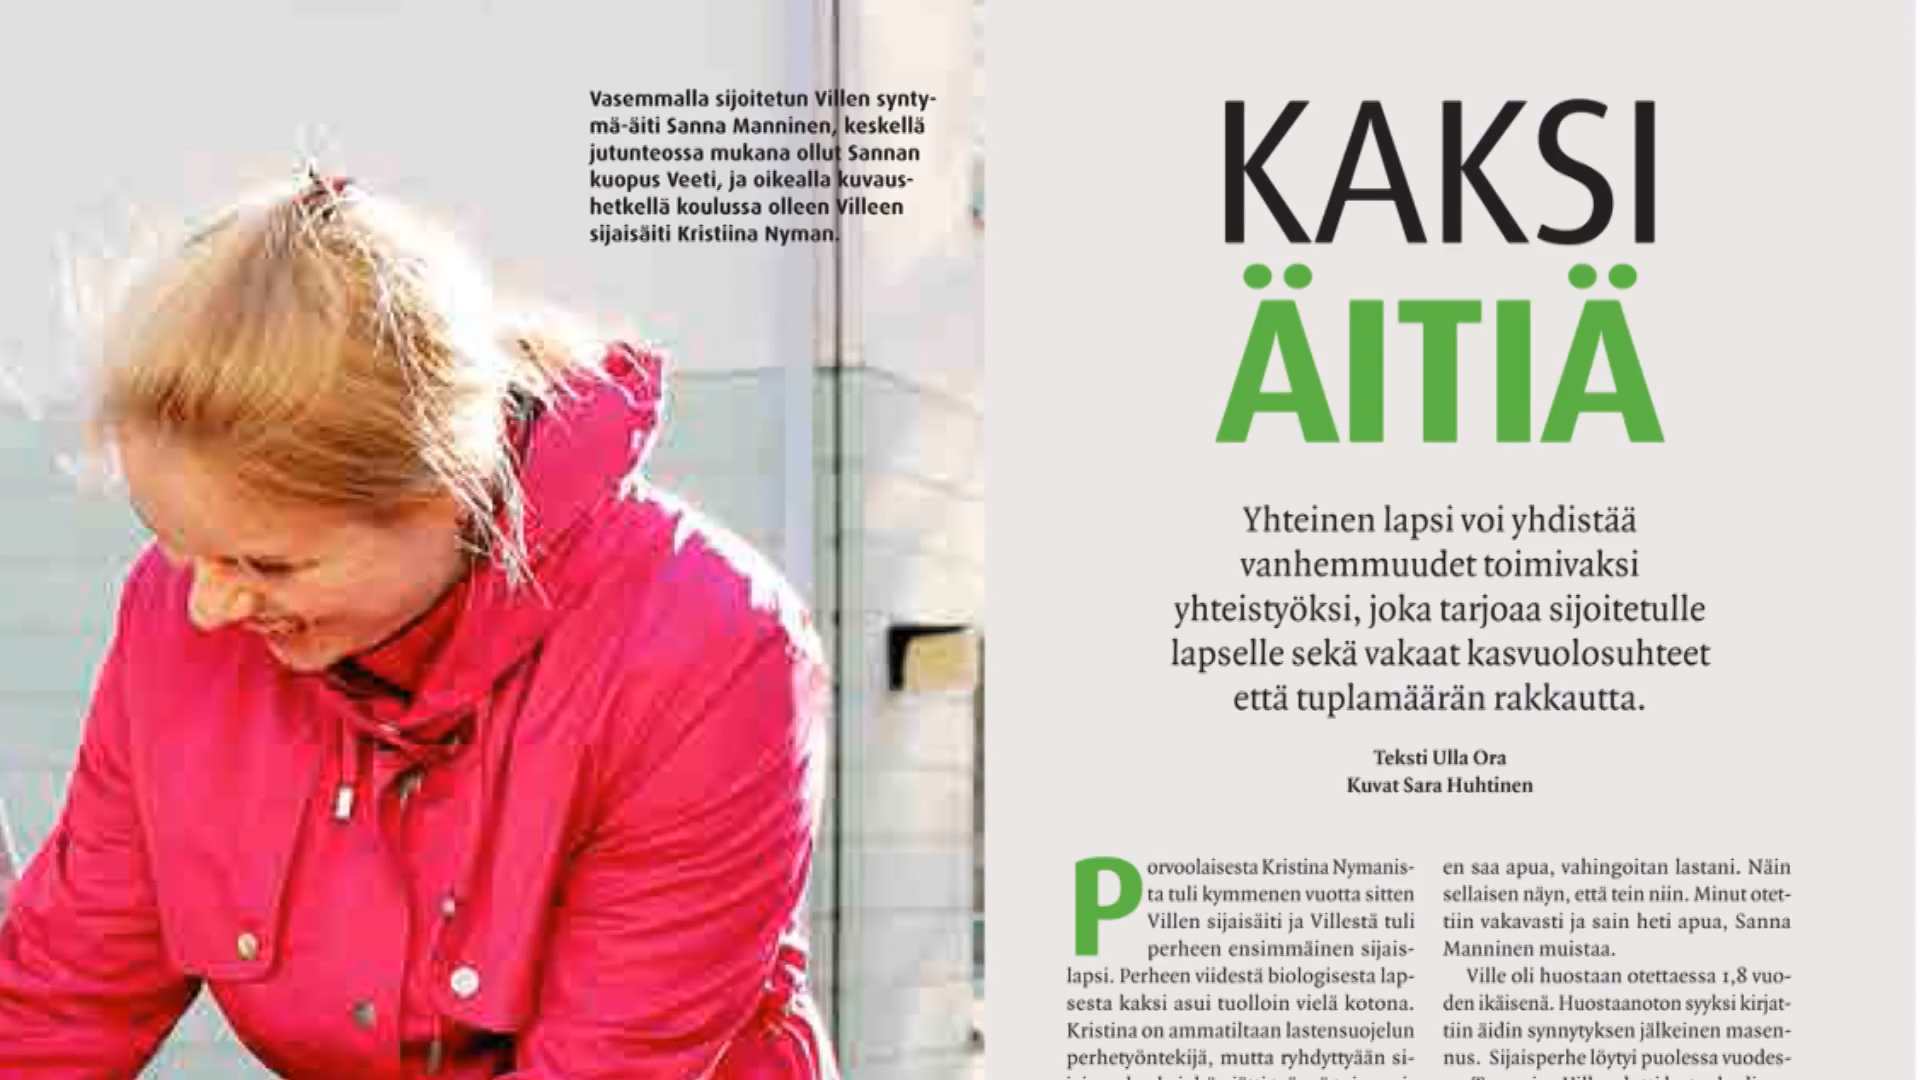 Vasemmalla sijoitetun Villen synty-
mä-äiti Sanna Manninen, keskellä
jutunteossa mukana ollut Sannan
kuopus Veeti, ja oikealla kuvaus-
hetkellä koulussa olleen Villeen
sijaisäiti Kristiina Nyman.
KAKSI
ÄITIÄ
Yhteinen lapsi voi yhdistää
vanhemmuudet toimivaksi
yhteistyöksi, joka tarjoaa sijoitetulle
lapselle sekä vakaat kasvuolosuhteet
että tuplamäärän rakkautta.
Teksti Ulla Ora
Kuvat Sara Huhtinen
Porvoolaisesta Kristina Nymanis-
ta tuli kymmenen vuotta sitten
Villen sijaisäiti ja Villestä tuli
perheen ensimmäinen sijais-
lapsi. Perheen viidestä biologisesta lap-
sesta kaksi asui tuolloin vielä kotona.
Kristina on ammatiltaan lastensuojelun
perhetyöntekijä, mutta ryhdyttyään si-
en saa apua, vahingoitan lastani. Näin
sellaisen näyn, että tein niin. Minut otet-
tiin vakavasti ja sain heti apua, Sanna
Manninen muistaa.
Ville oli huostaan otettaessa 1,8 vuo-
den ikäisenä. Huostaanoton syyksi kirjat-
tiin äidin synnytyksen jälkeinen masen-
nus. Sijaisperhe löytyi puolessa vuodes-